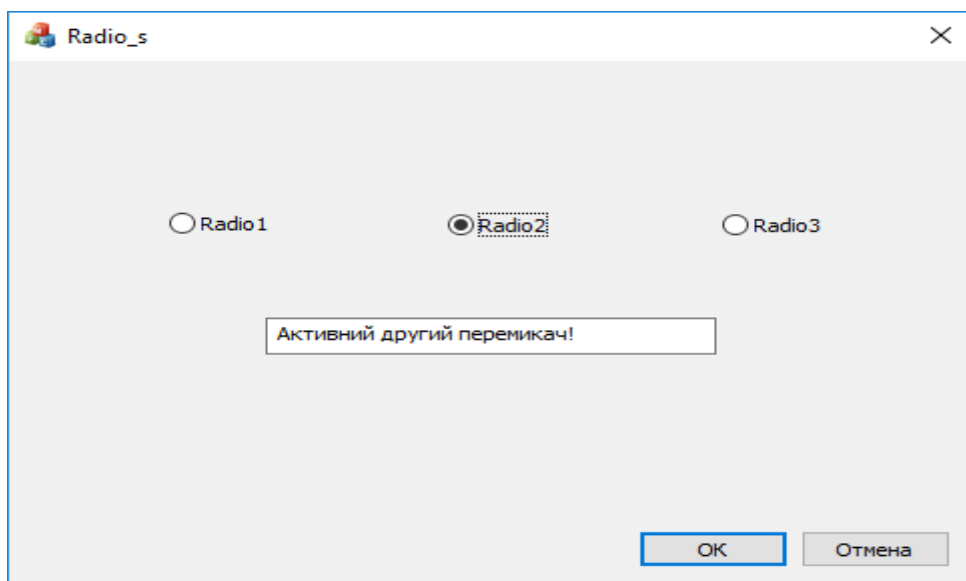 Radio_s
Radio1 Radio2 Radio3
Активний другий перемикач!
OK Отмена